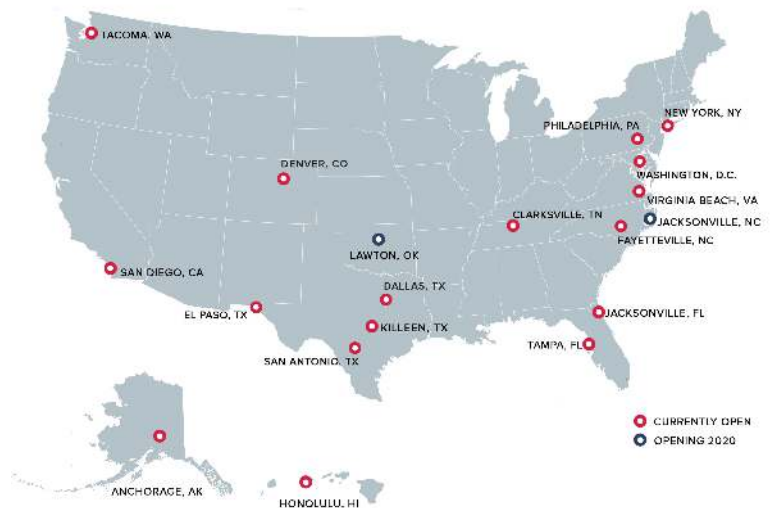 TACOMA, WA
NEW YORK, NY
PHILADELPHIA, PA
DENVER, CO
WASHINGTON, D.C.
VIRGINIA BEACH, VA
CLARKSVILLE, TN
JACKSONVILLE, NC
FAYETTEVILLE, NC
LAWTON, OK
SAN DIEGO, CA
DALLAS, TX
EL PASO, TX
JACKSONVILLE, FL
KILLEEN, TX
TAMPA, FL
SAN ANTONIO, TX
CURRENTLY OPEN
OPENING 2020
ANCHORAGE, AK
HONOLULU, HI